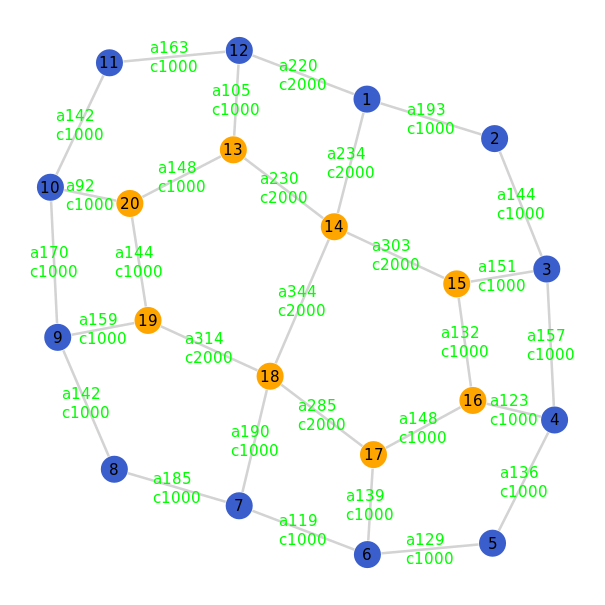 12
11
a163
c1000
a220
c2000
1
a105
c1000
a193
c1000
a142
c1000
2
13
a234
c2000
a148
c1000
10
a92
c1000
a230
c2000
a144
c1000
20
14
a303
c2000
a170
c1000
a144
c1000
3
a151
c1000
15
a344
c2000
19
a159
c1000
9
a132
c1000
a157
c1000
a314
c2000
18
a142
c1000
a285
c2000
16
a123
c1000
4
a148
c1000
a190
c1000
17
8
a136
c1000
a185
c1000
a139
c1000
7
a119
c1000
5
a129
c1000
6